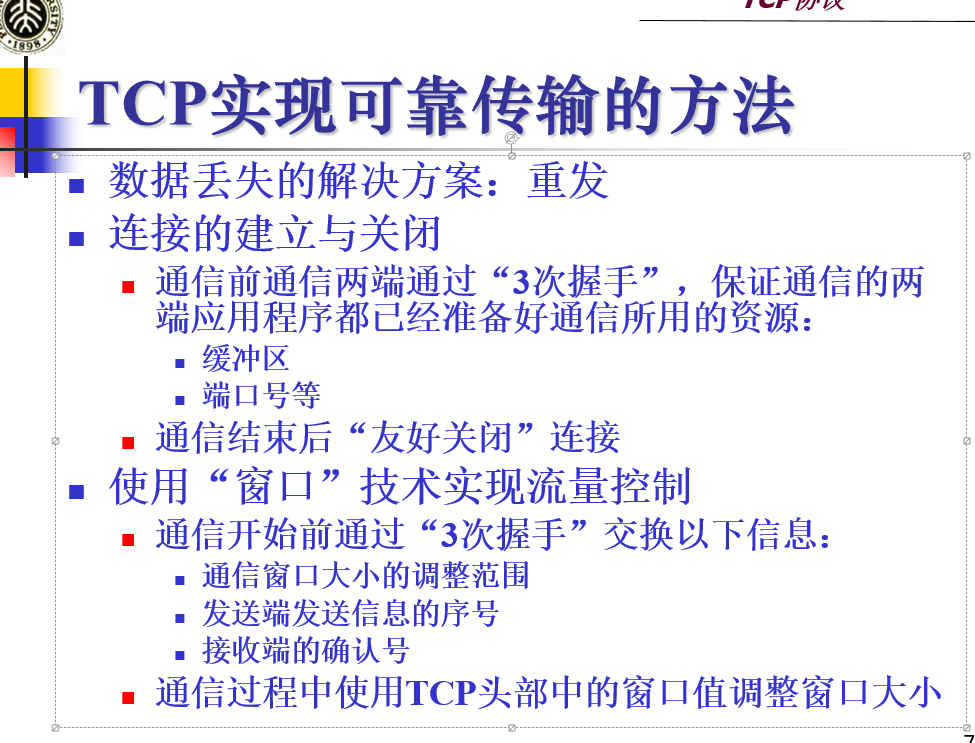 TCP协议
1898
TCP实现可靠传输的方法
数据丢失的解决方案：重发
连接的建立与关闭
通信前通信两端通过“3次握手”，保证通信的两
端应用程序都已经准备好通信所用的资源：
缓冲区
端口号等
通信结束后“友好关闭”连接
使用“窗口”技术实现流量控制
通信开始前通过“3次握手”交换以下信息：
通信窗口大小的调整范围
发送端发送信息的序号
接收端的确认号
通信过程中使用TCP头部中的窗口值调整窗口大小
7